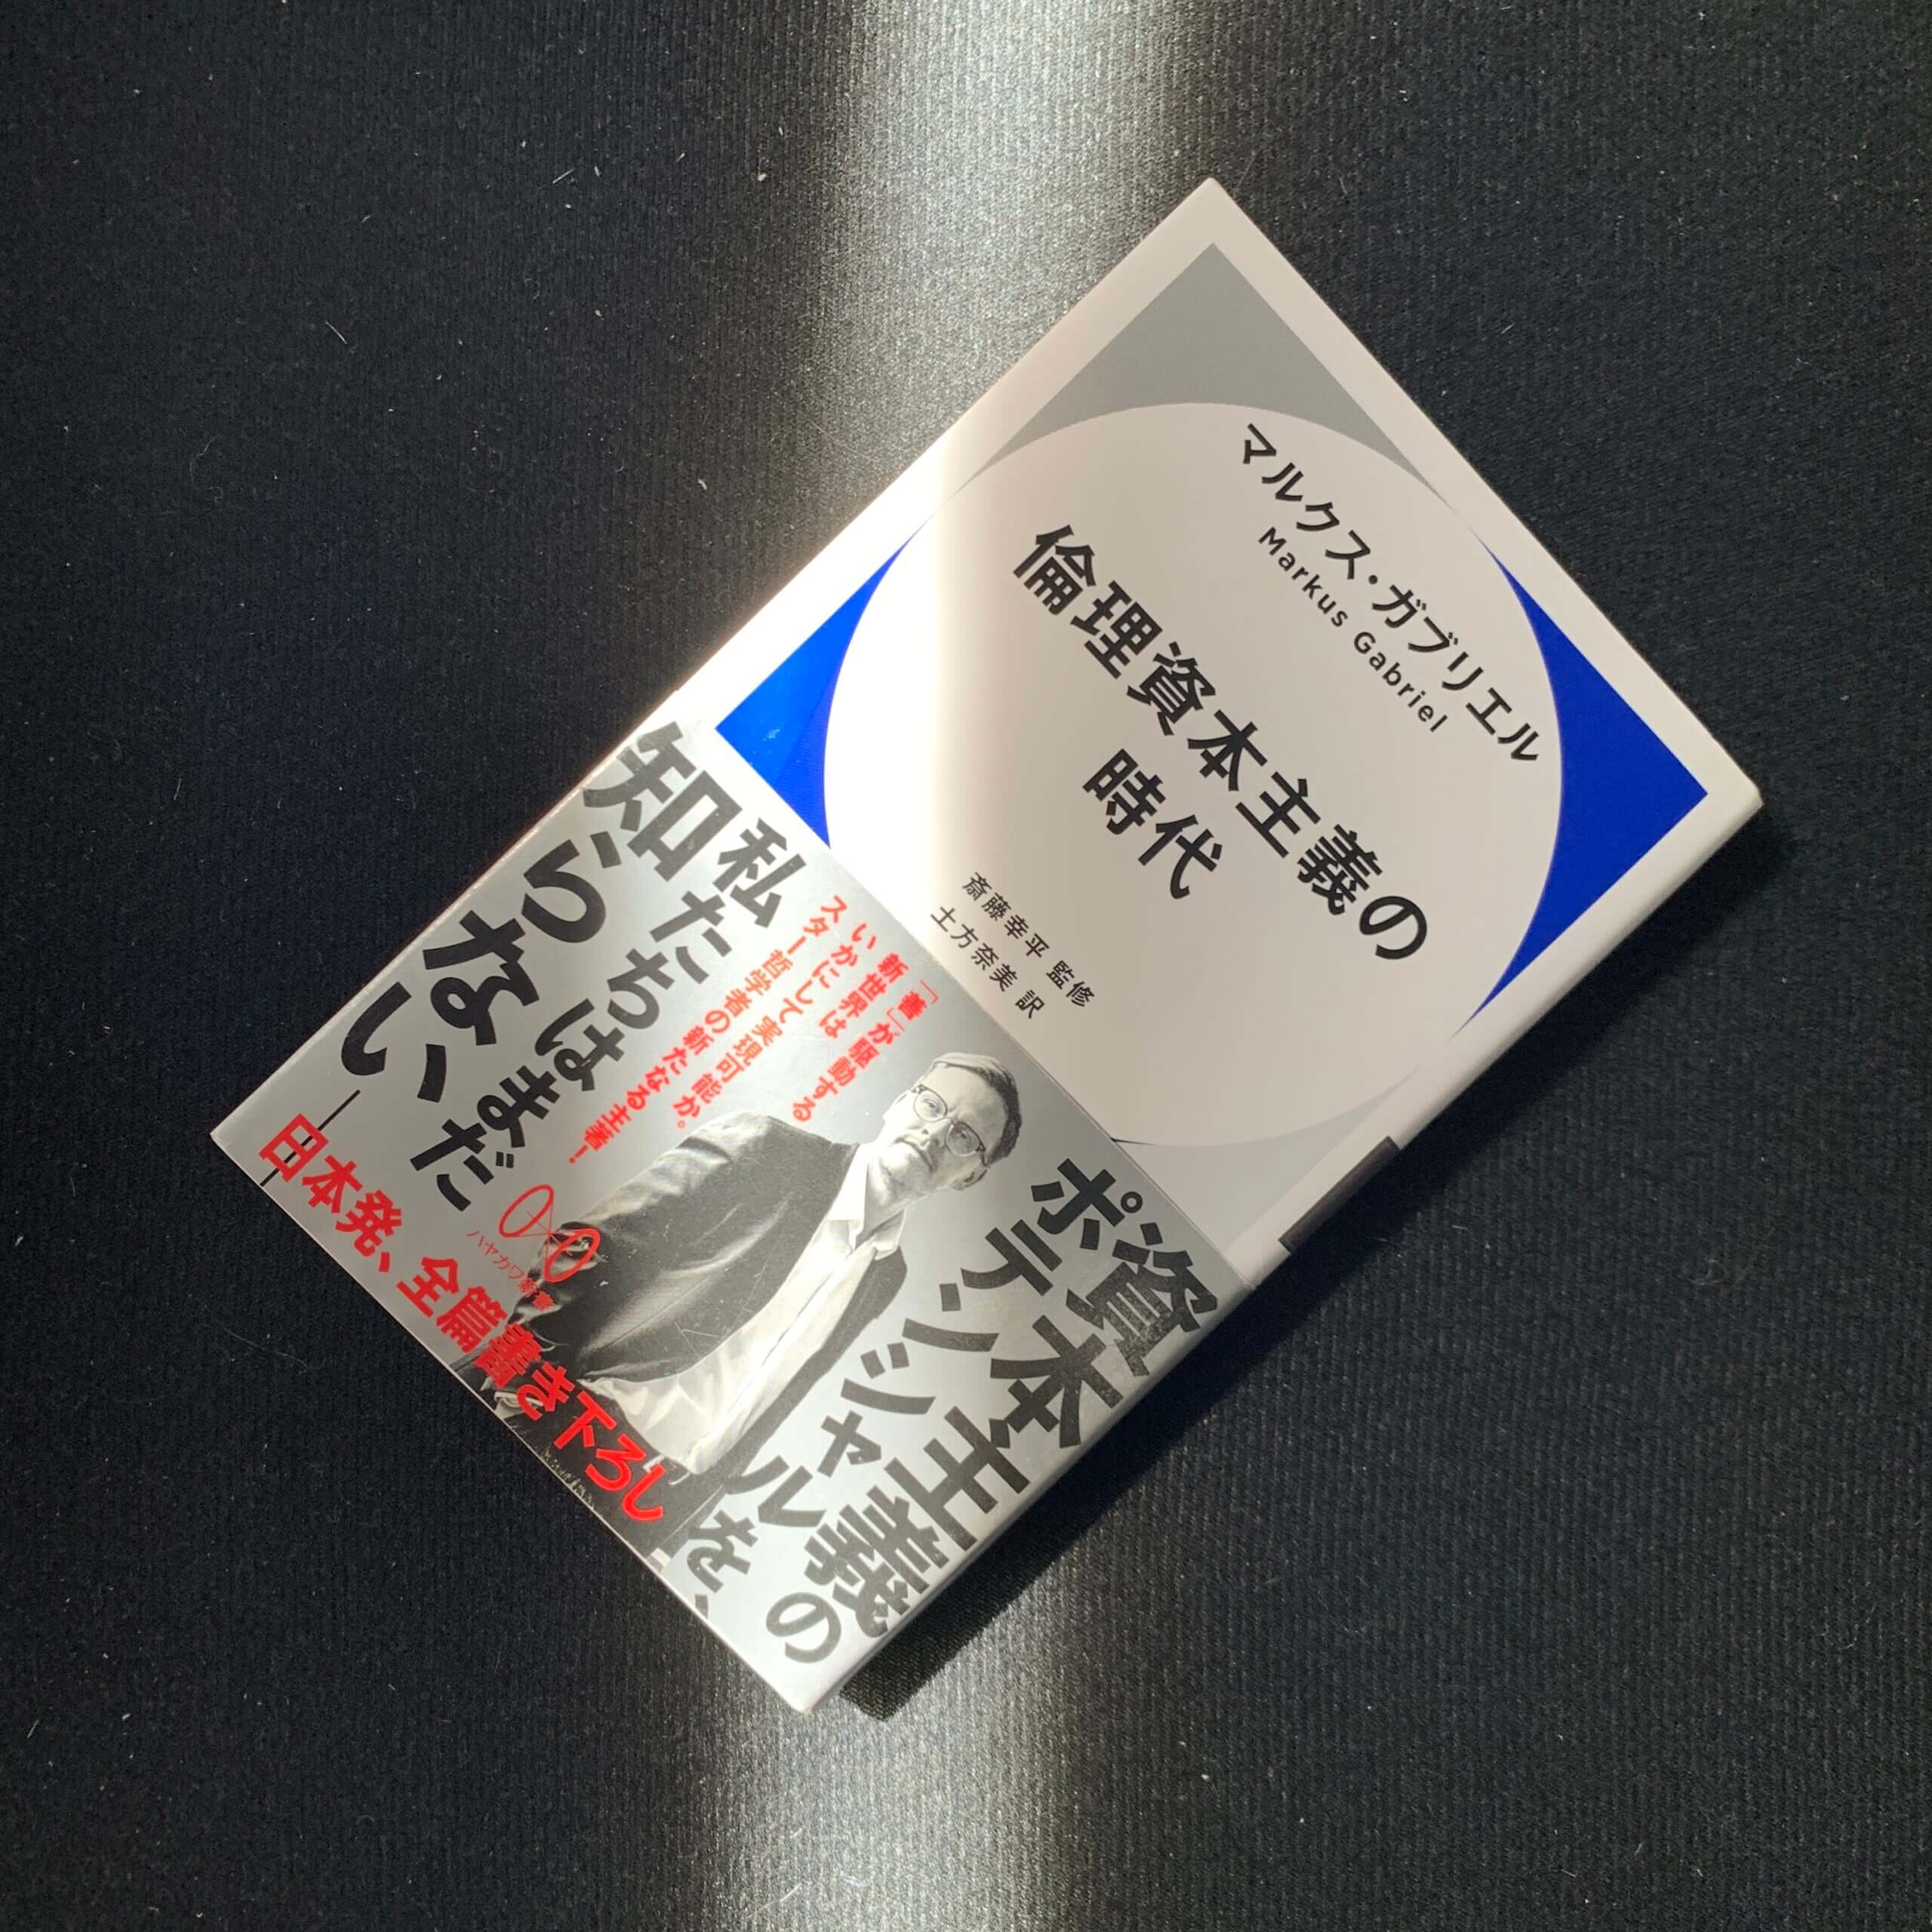 マルクス・ガブリエル
Markus Gabriel
倫理資本主義の
時代
斎藤幸平 監修
土方奈美 訳
資本主義の
ポテンシャルを、
私たちはまだ
知らない―
「善」が駆動する
新世界は
いかにして実現可能か。
スター哲学者の新たなる主著!
ハヤカワ新書
日本発、全篇書き下ろし